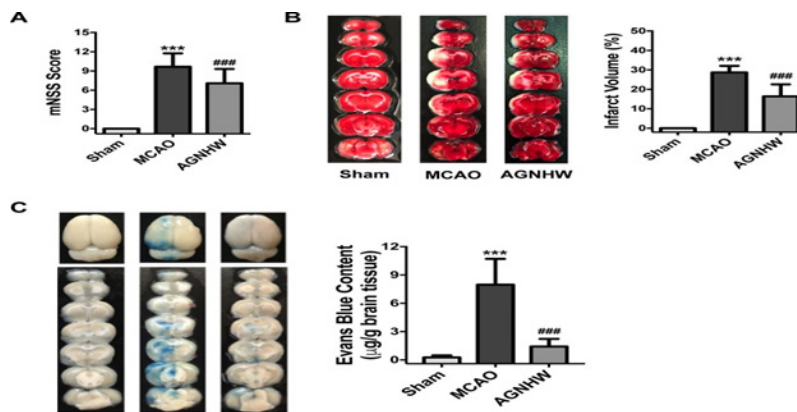 A
mNSS Score
15
12
9
6
3
0
***
###
Sham
MCAO
AGNHW
B
Sham
MCAO
AGNHW
Infarct Volume (%)
50
40
30
20
10
0
***
###
Sham
MCAO
AGNHW
C
Evans Blue Content
(μg/g brain tissue)
12
9
6
3
0
***
###
Sham
MCAO
AGNHW